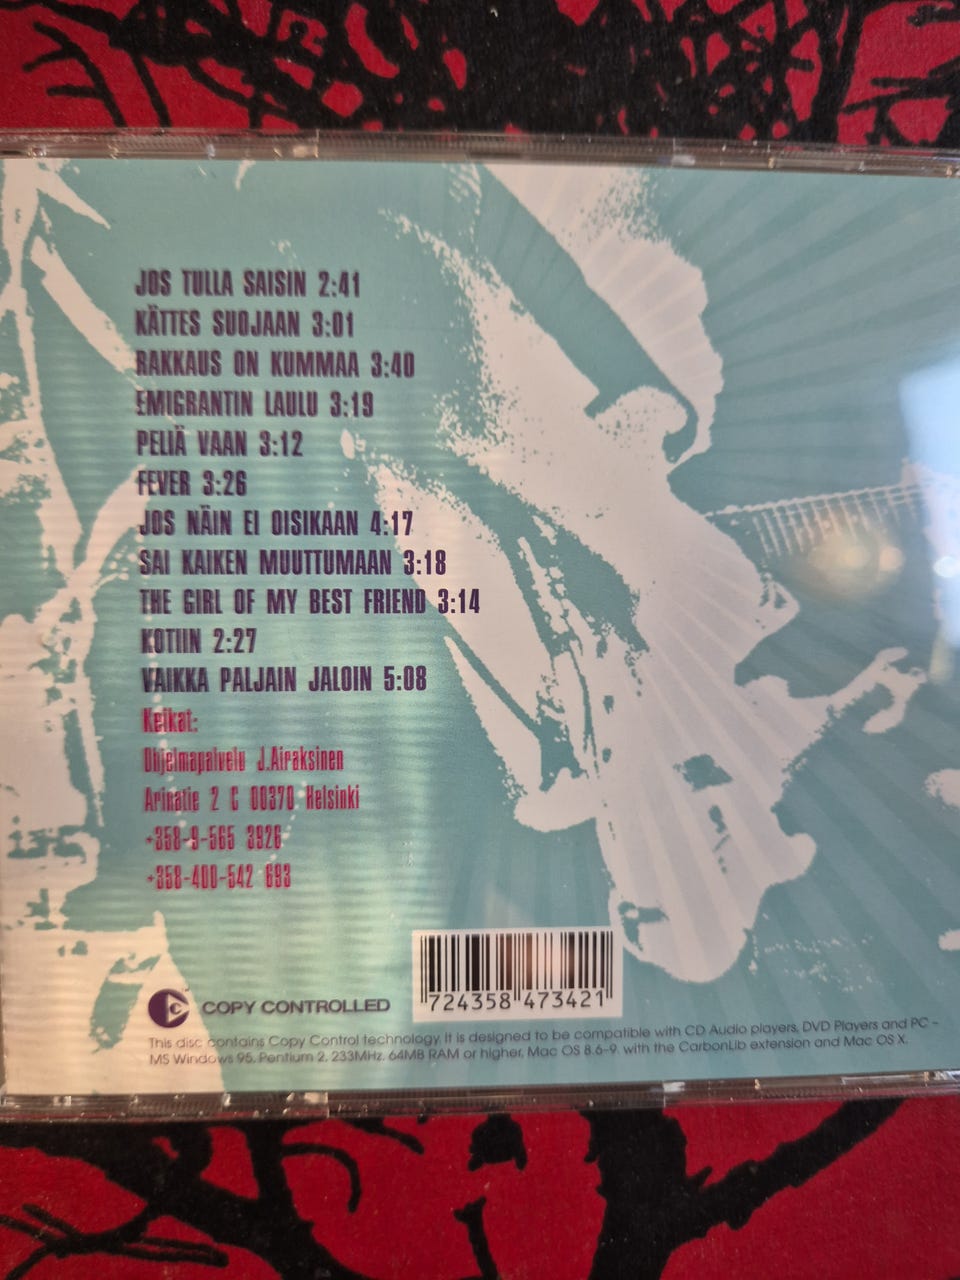 JOS TULLA SAISIN 2:41
KÄTTES SUOJAAN 3:01
RAKKAUS ON KUMMAA 3:40
EMIGRANTIN LAULU 3:19
PELIÄ VAAN 3:12
FEVER 3:26
JOS NÄIN EI OISIKAAN 4:17
SAI KAIKEN MUUTTUMAAN 3:18
THE GIRL OF MY BEST FRIEND 3:14
KOTIIN 2:27
VAIKKA PALJAIN JALOIN 5:08
Keikat:
Ohjelmapalvelu J.Airaksinen
Arinatie 2 C 00370 Helsinki
+358-9-565 3926
+358-400-542 693
COPY CONTROLLED
7 24358 47342 1
This disc contains Copy Control technology. It is designed to be compatible with CD Audio players, DVD Players and PC –
MS Windows 95, Pentium 2, 233MHz, 64MB RAM or higher, Mac OS 8.6-9, with the CarbonLib extension and Mac OS X.